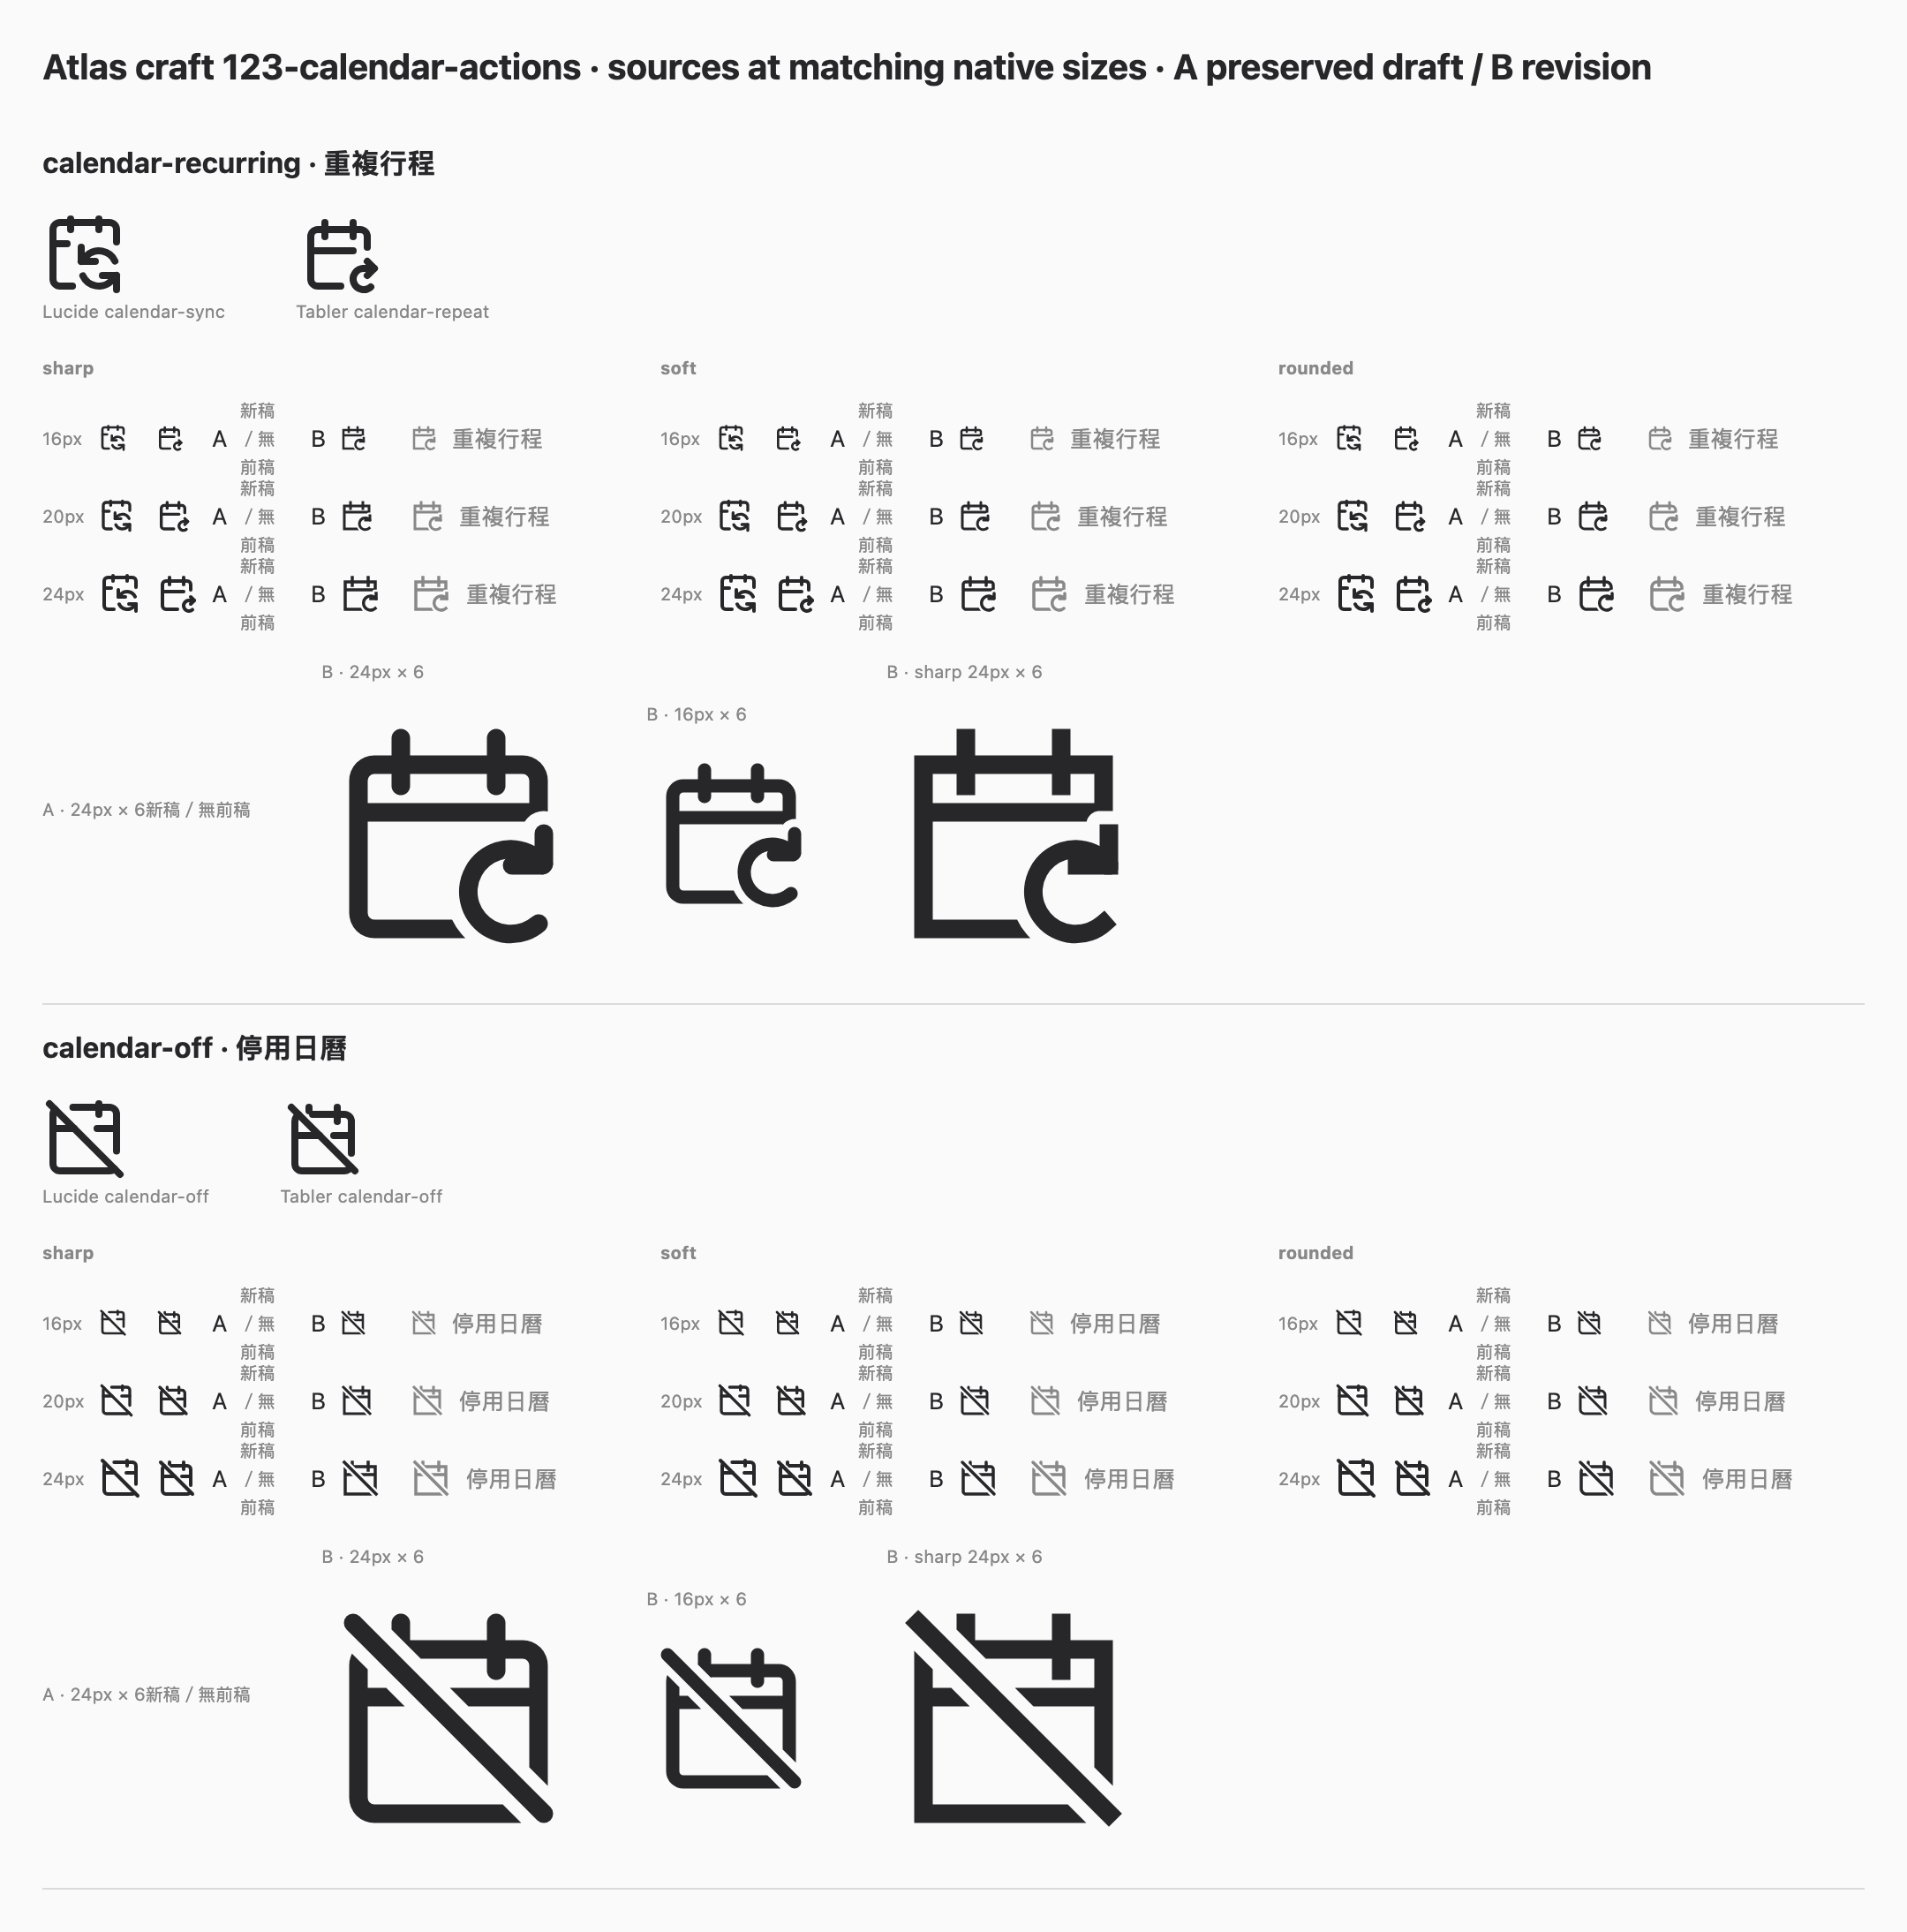 Atlas craft 123-calendar-actions · sources at matching native sizes · A preserved draft / B revision
calendar-recurring · 重複行程
Lucide calendar-sync
Tabler calendar-repeat
sharp
16px A 新稿 / 無前稿 B 重複行程
20px A 新稿 / 無前稿 B 重複行程
24px A 新稿 / 無前稿 B 重複行程
soft
16px A 新稿 / 無前稿 B 重複行程
20px A 新稿 / 無前稿 B 重複行程
24px A 新稿 / 無前稿 B 重複行程
rounded
16px A 新稿 / 無前稿 B 重複行程
20px A 新稿 / 無前稿 B 重複行程
24px A 新稿 / 無前稿 B 重複行程
A · 24px × 6新稿 / 無前稿
B · 24px × 6
B · 16px × 6
B · sharp 24px × 6
calendar-off · 停用日曆
Lucide calendar-off
Tabler calendar-off
sharp
16px A 新稿 / 無前稿 B 停用日曆
20px A 新稿 / 無前稿 B 停用日曆
24px A 新稿 / 無前稿 B 停用日曆
soft
16px A 新稿 / 無前稿 B 停用日曆
20px A 新稿 / 無前稿 B 停用日曆
24px A 新稿 / 無前稿 B 停用日曆
rounded
16px A 新稿 / 無前稿 B 停用日曆
20px A 新稿 / 無前稿 B 停用日曆
24px A 新稿 / 無前稿 B 停用日曆
A · 24px × 6新稿 / 無前稿
B · 24px × 6
B · 16px × 6
B · sharp 24px × 6